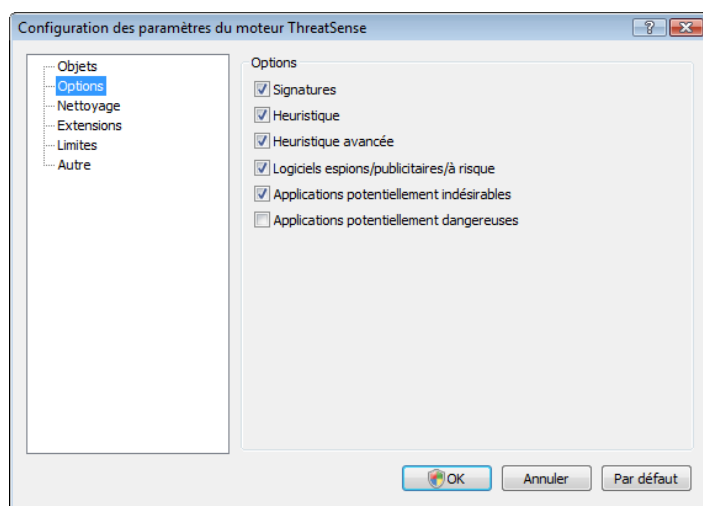 Configuration des paramètres du moteur ThreatSense
Objets
Options
Nettoyage
Extensions
Limites
Autre
Options
Signatures
Heuristique
Heuristique avancée
Logiciels espions/publicitaires/à risque
Applications potentiellement indésirables
Applications potentiellement dangereuses
OK
Annuler
Par défaut